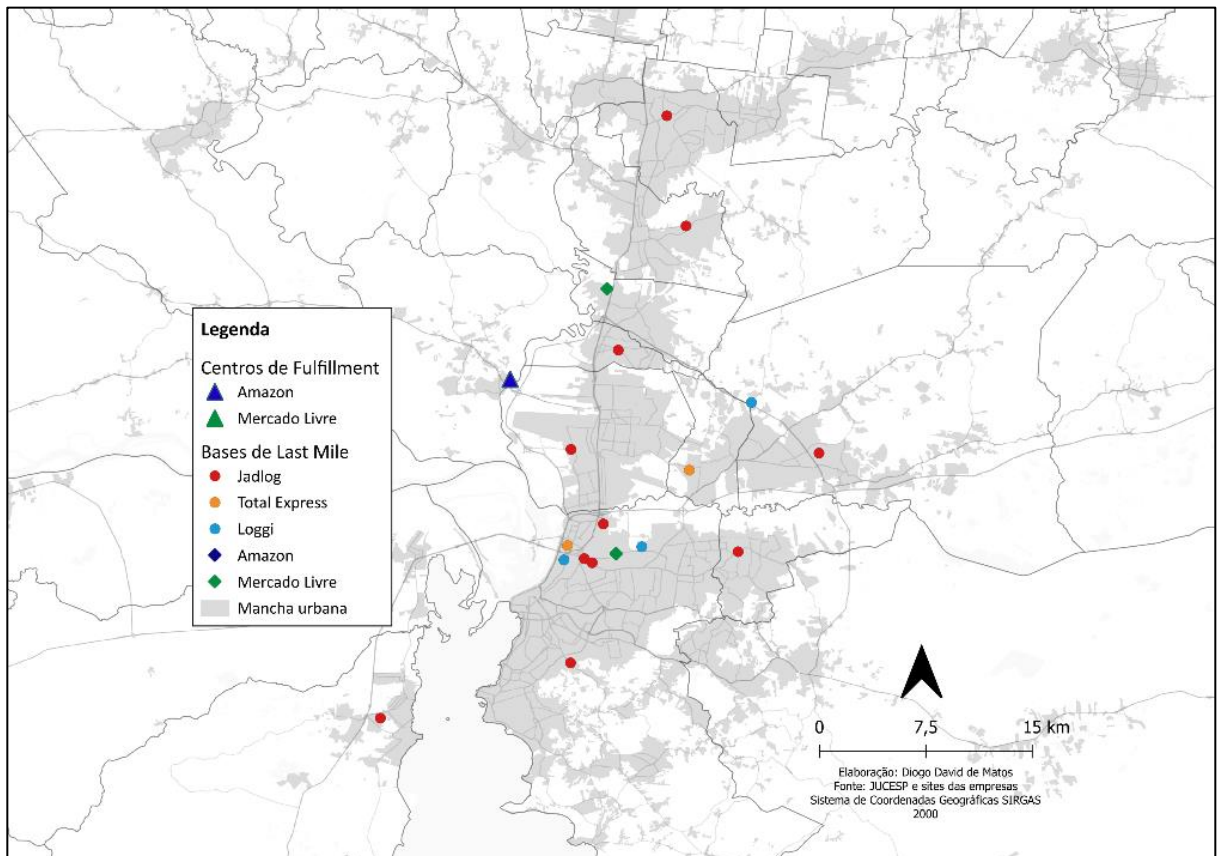 Legenda
Centros de Fulfillment
Amazon
Mercado Livre
Bases de Last Mile
Jadlog
Total Express
Loggi
Amazon
Mercado Livre
Mancha urbana
0 7,5 15 km
Elaboração: Diogo David de Matos
Fonte: JUCESP e sites das empresas
Sistema de Coordenadas Geográficas SIRGAS
2000